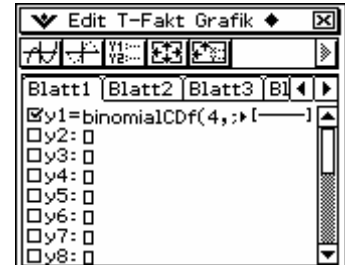 Edit T-Fakt Grafik
Blatt1 Blatt2 Blatt3 Bl
y1=binomialCDf(4,
y2:
y3:
y4:
y5:
y6:
y7:
y8: